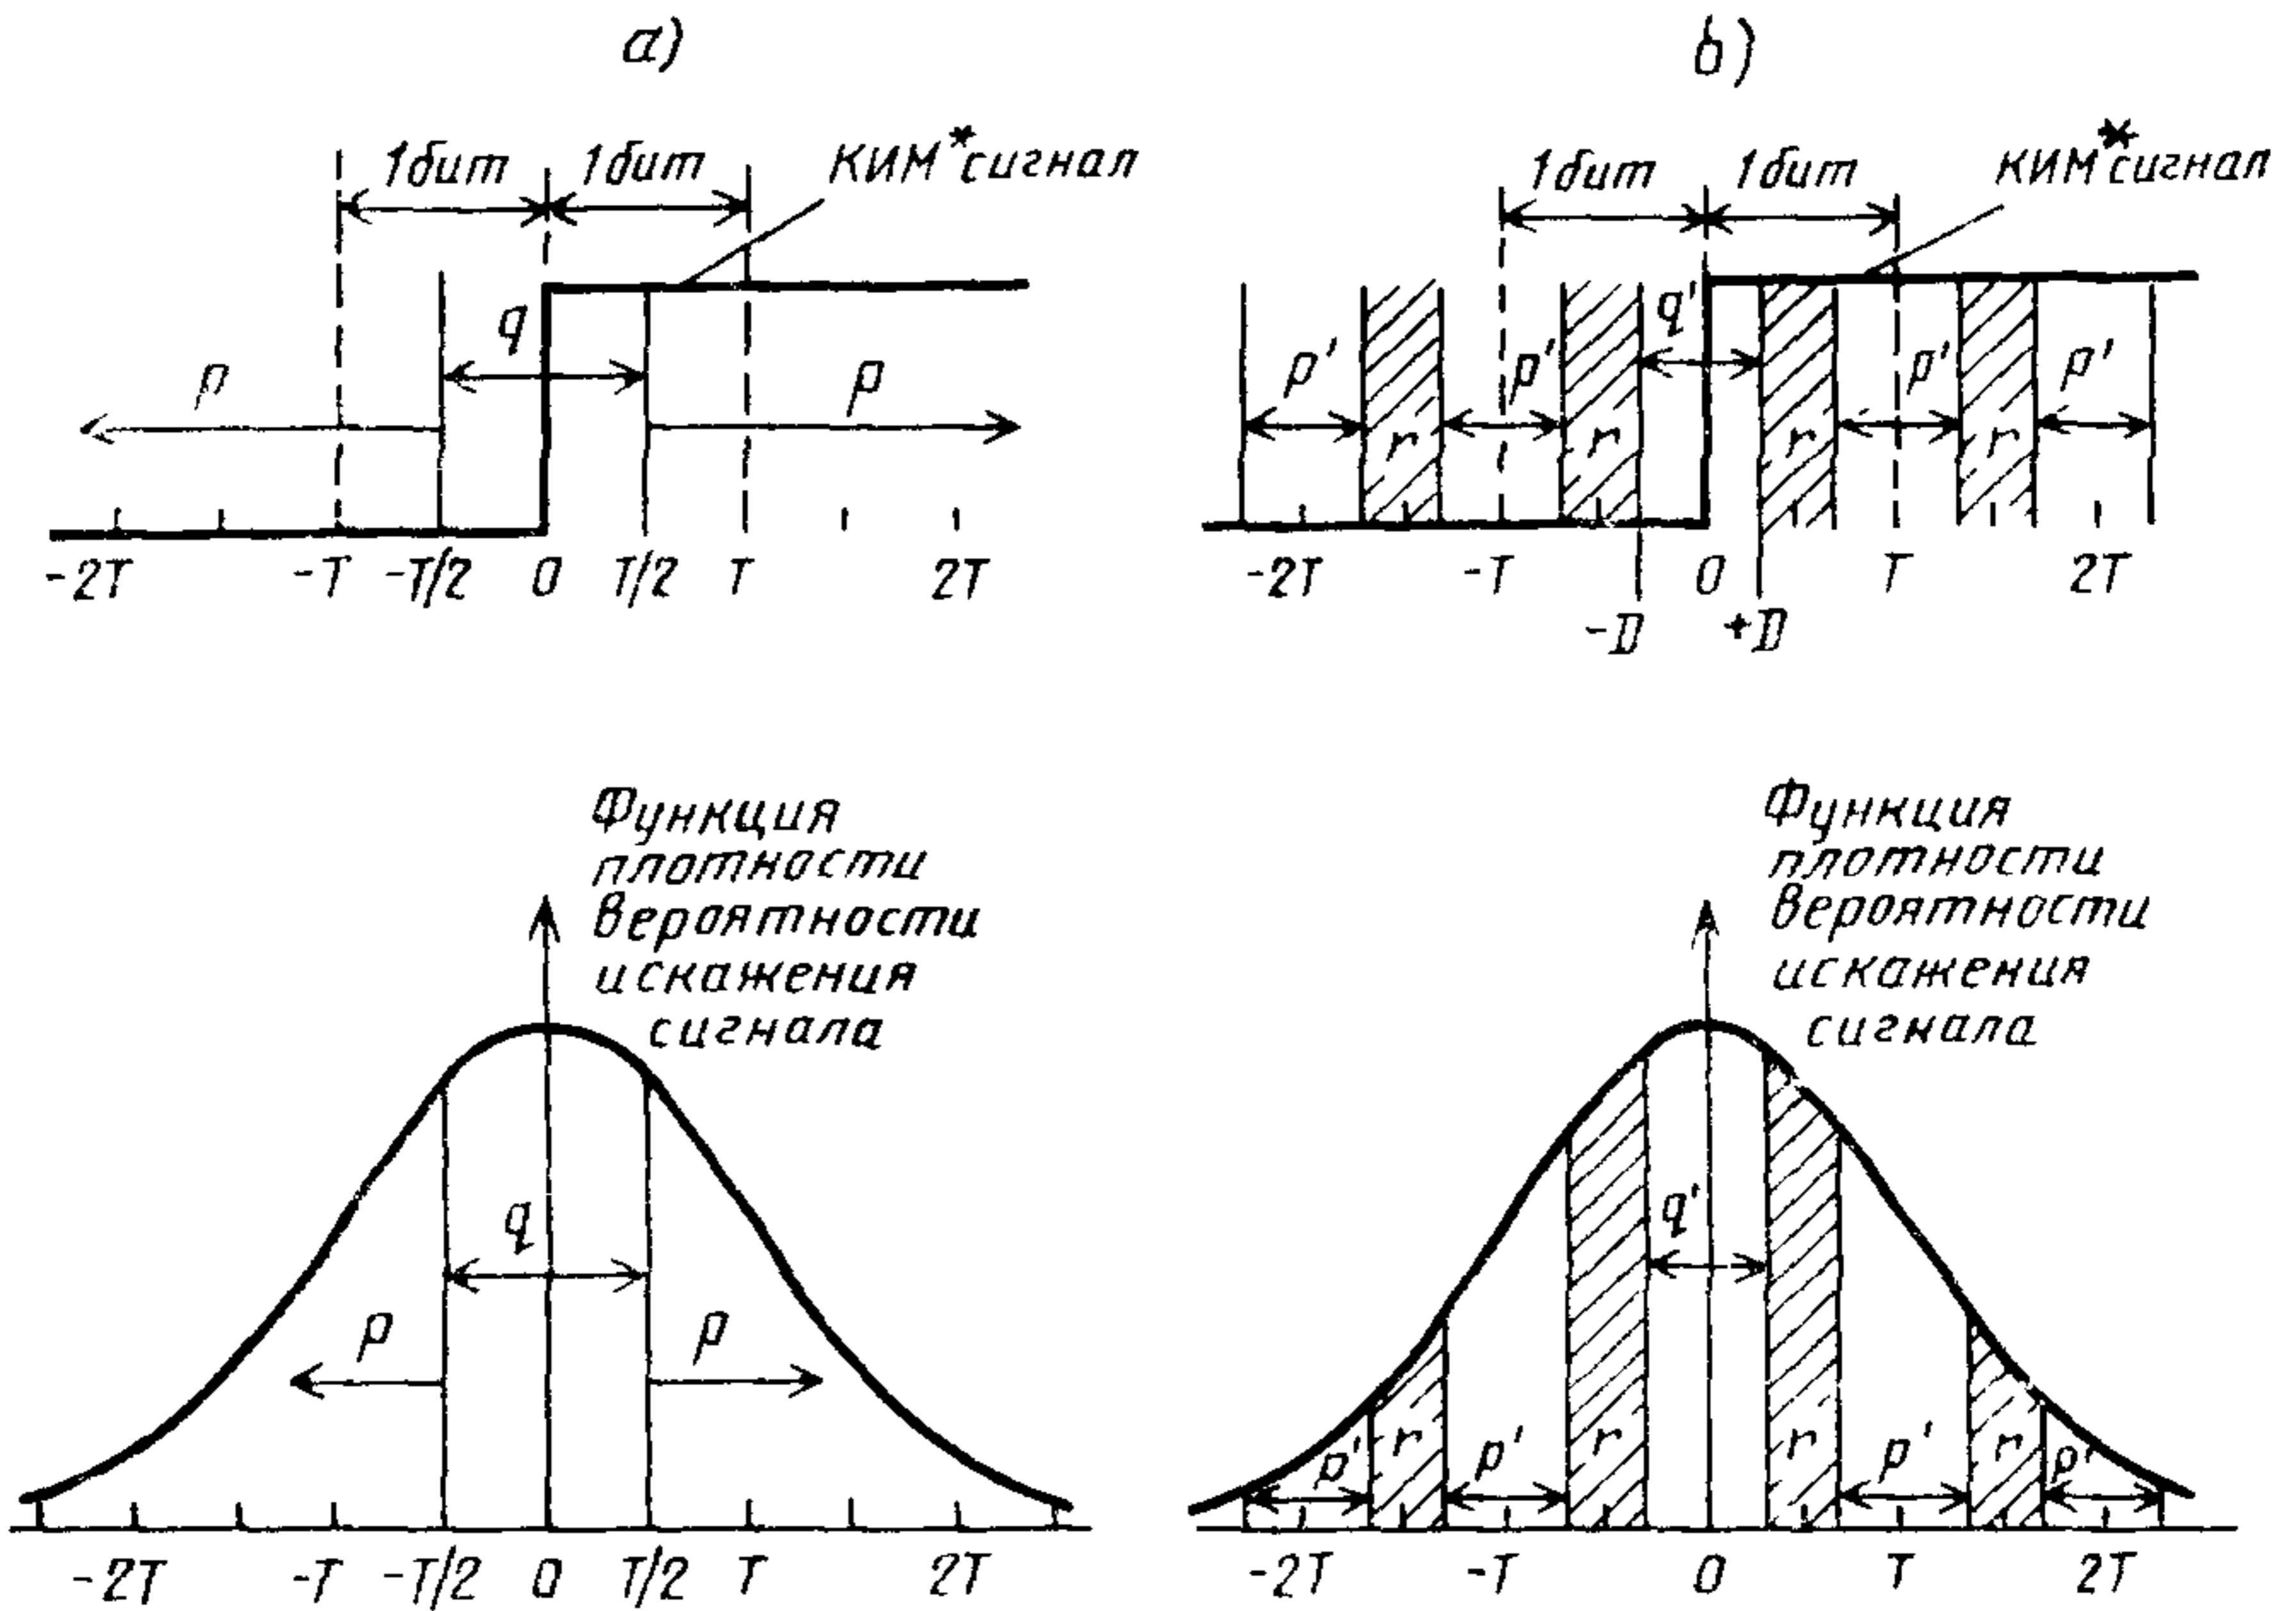 а)
1бит 1бит КИМ*сигнал
q
p p
-2T -T -T/2 0 T/2 T 2T
b)
1бит 1бит КИМ*сигнал
q'
p' p' p' p'
r r r r
-2T -T 0 T 2T
-D +D
Функция
плотности
вероятности
искажения
сигнала
q
p p
-2T -T -T/2 0 T/2 T 2T
Функция
плотности
вероятности
искажения
сигнала
q'
p' r p' r r p' r p'
-2T -T 0 T 2T